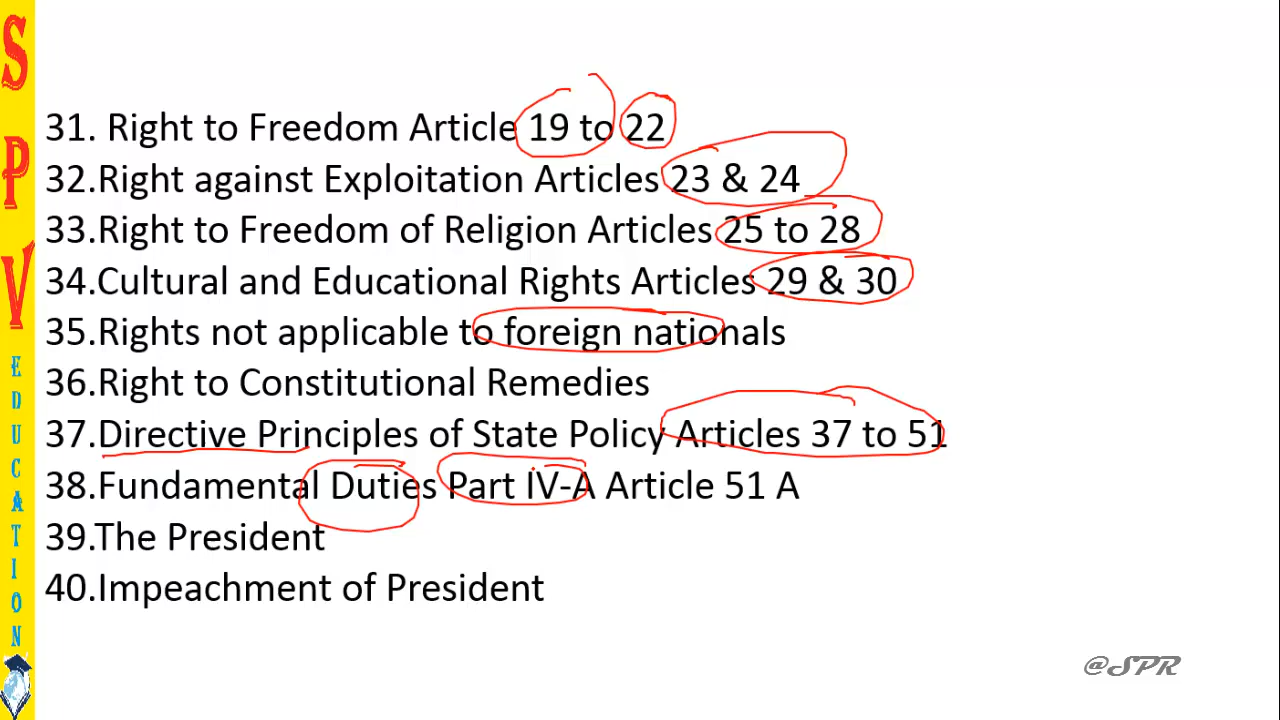 SPV EDUCATION
31. Right to Freedom Article 19 to 22
32.Right against Exploitation Articles 23 & 24
33.Right to Freedom of Religion Articles 25 to 28
34.Cultural and Educational Rights Articles 29 & 30
35.Rights not applicable to foreign nationals
36.Right to Constitutional Remedies
37.Directive Principles of State Policy Articles 37 to 51
38.Fundamental Duties Part IV-A Article 51 A
39.The President
40.Impeachment of President
@SPR